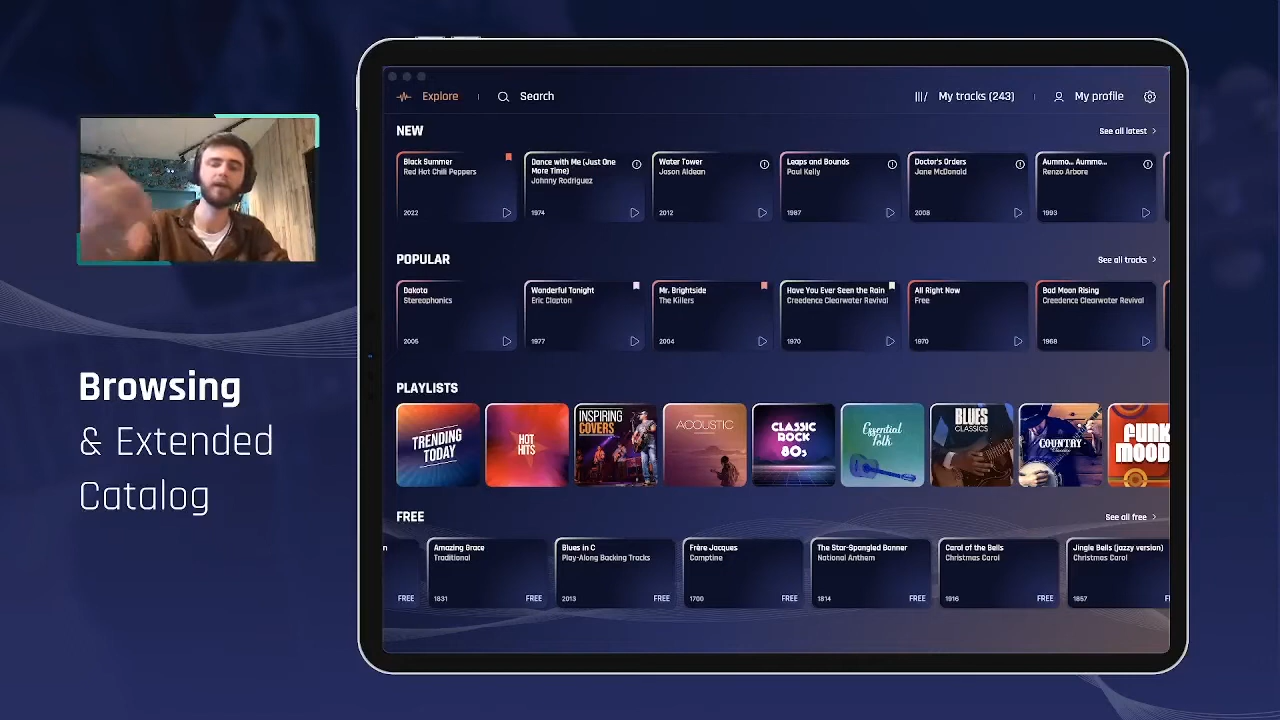 Explore
Search
My tracks (243)
My profile
NEW
See all latest
Black Summer
Red Hot Chili Peppers
2022
Dance with Me (Just One
More Time)
Johnny Rodriguez
1974
Water Tower
Jason Aldean
2012
Leaps and Bounds
Paul Kelly
1987
Doctor's Orders
Jane McDonald
2008
Aummo... Aummo...
Renzo Arbore
1993
POPULAR
See all tracks
Dakota
Stereophonics
2005
Wonderful Tonight
Eric Clapton
1977
Mr. Brightside
The Killers
2004
Have You Ever Seen the Rain
Creedence Clearwater Revival
1970
All Right Now
Free
1970
Bad Moon Rising
Creedence Clearwater Revival
1968
PLAYLISTS
TRENDING
TODAY
HOT
HITS
INSPIRING
COVERS
ACOUSTIC
CLASSIC
ROCK
80s
Essential
Folk
BLUES
CLASSICS
COUNTRY
FUNK
MOOD
FREE
See all free
n
FREE
Amazing Grace
Traditional
1831
FREE
Blues in C
Play-Along Backing Tracks
2013
FREE
Frère Jacques
Comptine
1700
FREE
The Star-Spangled Banner
National Anthem
1814
FREE
Carol of the Bells
Christmas Carol
1916
FREE
Jingle Bells (jazzy version)
Christmas Carol
1857
Browsing
& Extended
Catalog